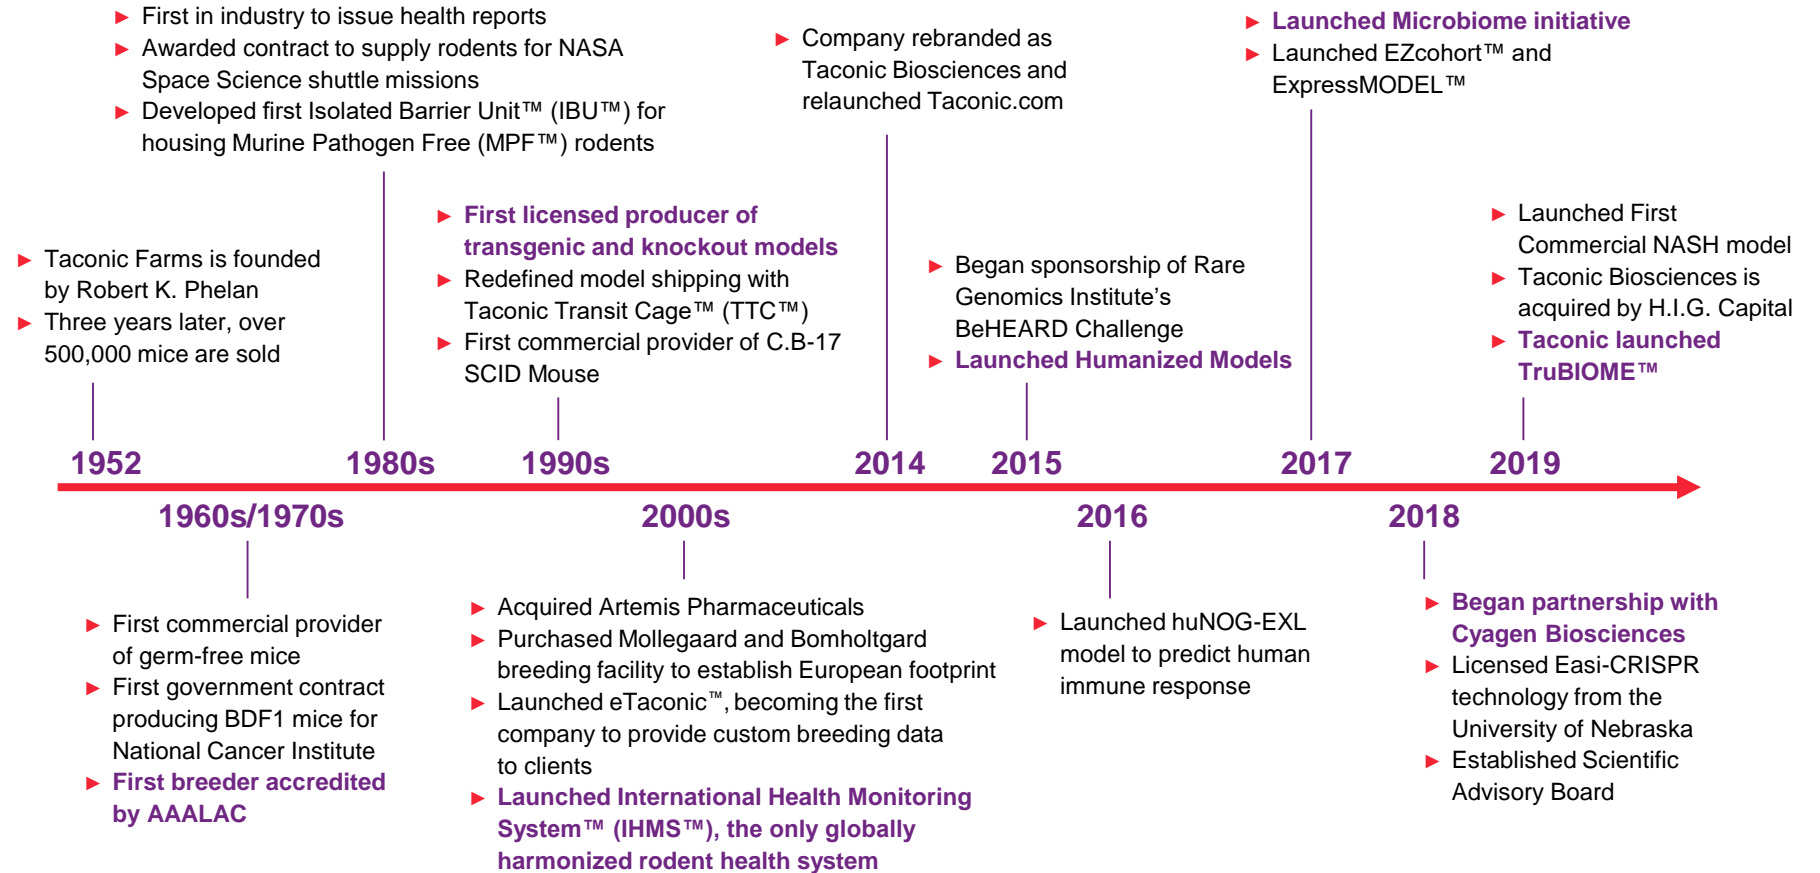 ► First in industry to issue health reports
► Awarded contract to supply rodents for NASA
Space Science shuttle missions
► Developed first Isolated Barrier Unit™ (IBU™) for
housing Murine Pathogen Free (MPF™) rodents
► Company rebranded as
Taconic Biosciences and
relaunched Taconic.com
► Launched Microbiome initiative
► Launched EZcohort™ and
ExpressMODEL™
► Taconic Farms is founded
by Robert K. Phelan
► Three years later, over
500,000 mice are sold
► First licensed producer of
transgenic and knockout models
► Redefined model shipping with
Taconic Transit Cage™ (TTC™)
► First commercial provider of C.B-17
SCID Mouse
► Began sponsorship of Rare
Genomics Institute's
BeHEARD Challenge
► Launched Humanized Models
► Launched First
Commercial NASH model
► Taconic Biosciences is
acquired by H.I.G. Capital
► Taconic launched
TruBIOME™
1952
1980s
1990s
2014
2015
2017
2019
1960s/1970s
2000s
2016
2018
► First commercial provider
of germ-free mice
► First government contract
producing BDF1 mice for
National Cancer Institute
► First breeder accredited
by AAALAC
► Acquired Artemis Pharmaceuticals
► Purchased Mollegaard and Bomholtgard
breeding facility to establish European footprint
► Launched eTaconic™, becoming the first
company to provide custom breeding data
to clients
► Launched International Health Monitoring
System™ (IHMS™), the only globally
harmonized rodent health system
► Launched huNOG-EXL
model to predict human
immune response
► Began partnership with
Cyagen Biosciences
► Licensed Easi-CRISPR
technology from the
University of Nebraska
► Established Scientific
Advisory Board